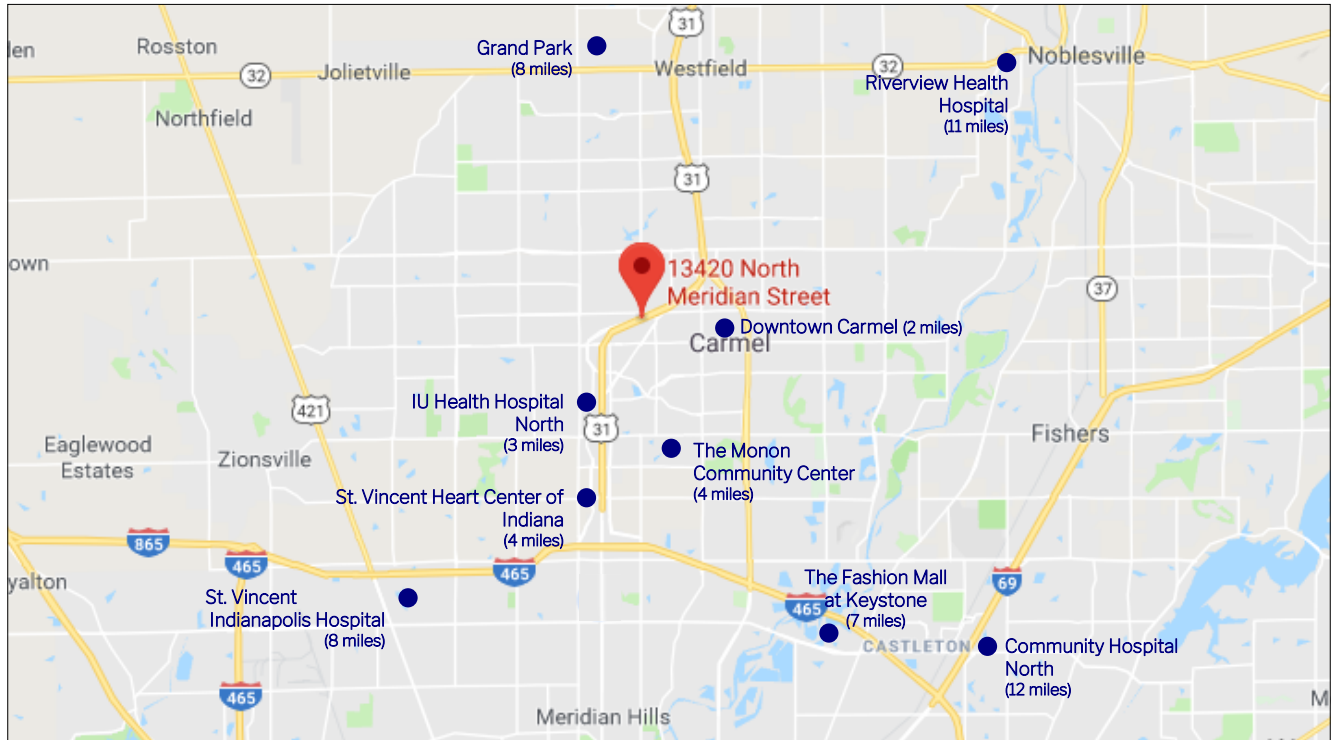 31
len
Rosston
Grand Park
(8 miles)
32
Jolietville
Westfield
32
Noblesville
Riverview Health
Hospital
(11 miles)
Northfield
31
own
13420 North
Meridian Street
37
Downtown Carmel (2 miles)
Carmel
421
IU Health Hospital
North
(3 miles)
31
Fishers
Eaglewood
Estates
Zionsville
The Monon
Community Center
(4 miles)
St. Vincent Heart Center of
Indiana
(4 miles)
865
465
465
yalton
St. Vincent
Indianapolis Hospital
(8 miles)
The Fashion Mall
at Keystone
(7 miles)
465
69
CASTLETON
Community Hospital
North
(12 miles)
465
Meridian Hills
M